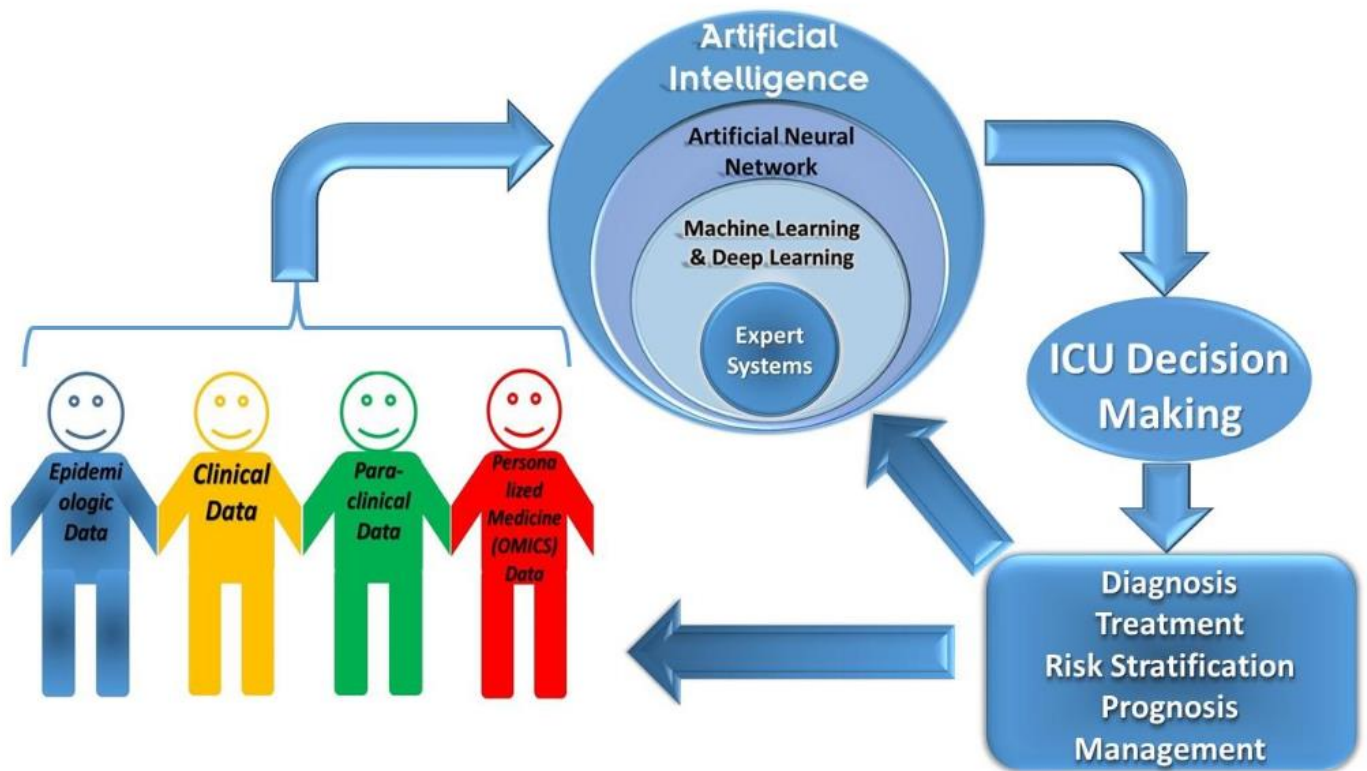 Artificial
Intelligence
Artificial Neural
Network
Machine Learning
& Deep Learning
Expert
Systems
ICU Decision
Making
Epidemi
ologic
Data
Clinical
Data
Para-
clinical
Data
Persona
lized
Medicine
(OMICS)
Data
Diagnosis
Treatment
Risk Stratification
Prognosis
Management